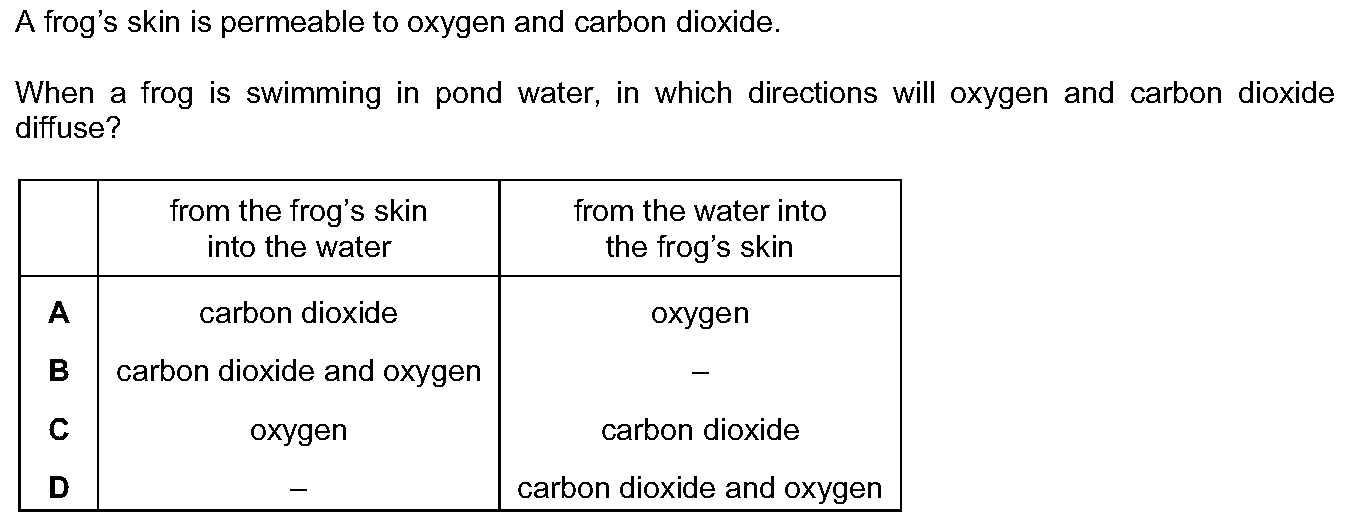 A frog’s skin is permeable to oxygen and carbon dioxide.
When a frog is swimming in pond water, in which directions will oxygen and carbon dioxide
diffuse?
from the frog’s skin
into the water
from the water into
the frog’s skin
A carbon dioxide oxygen
B carbon dioxide and oxygen –
C oxygen carbon dioxide
D – carbon dioxide and oxygen